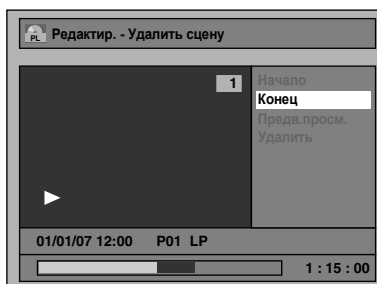 PL Редактир. - Удалить сцену
1
Начало
Конец
Предв.просм.
Удалить
01/01/07 12:00 P01 LP
1 : 15 : 00